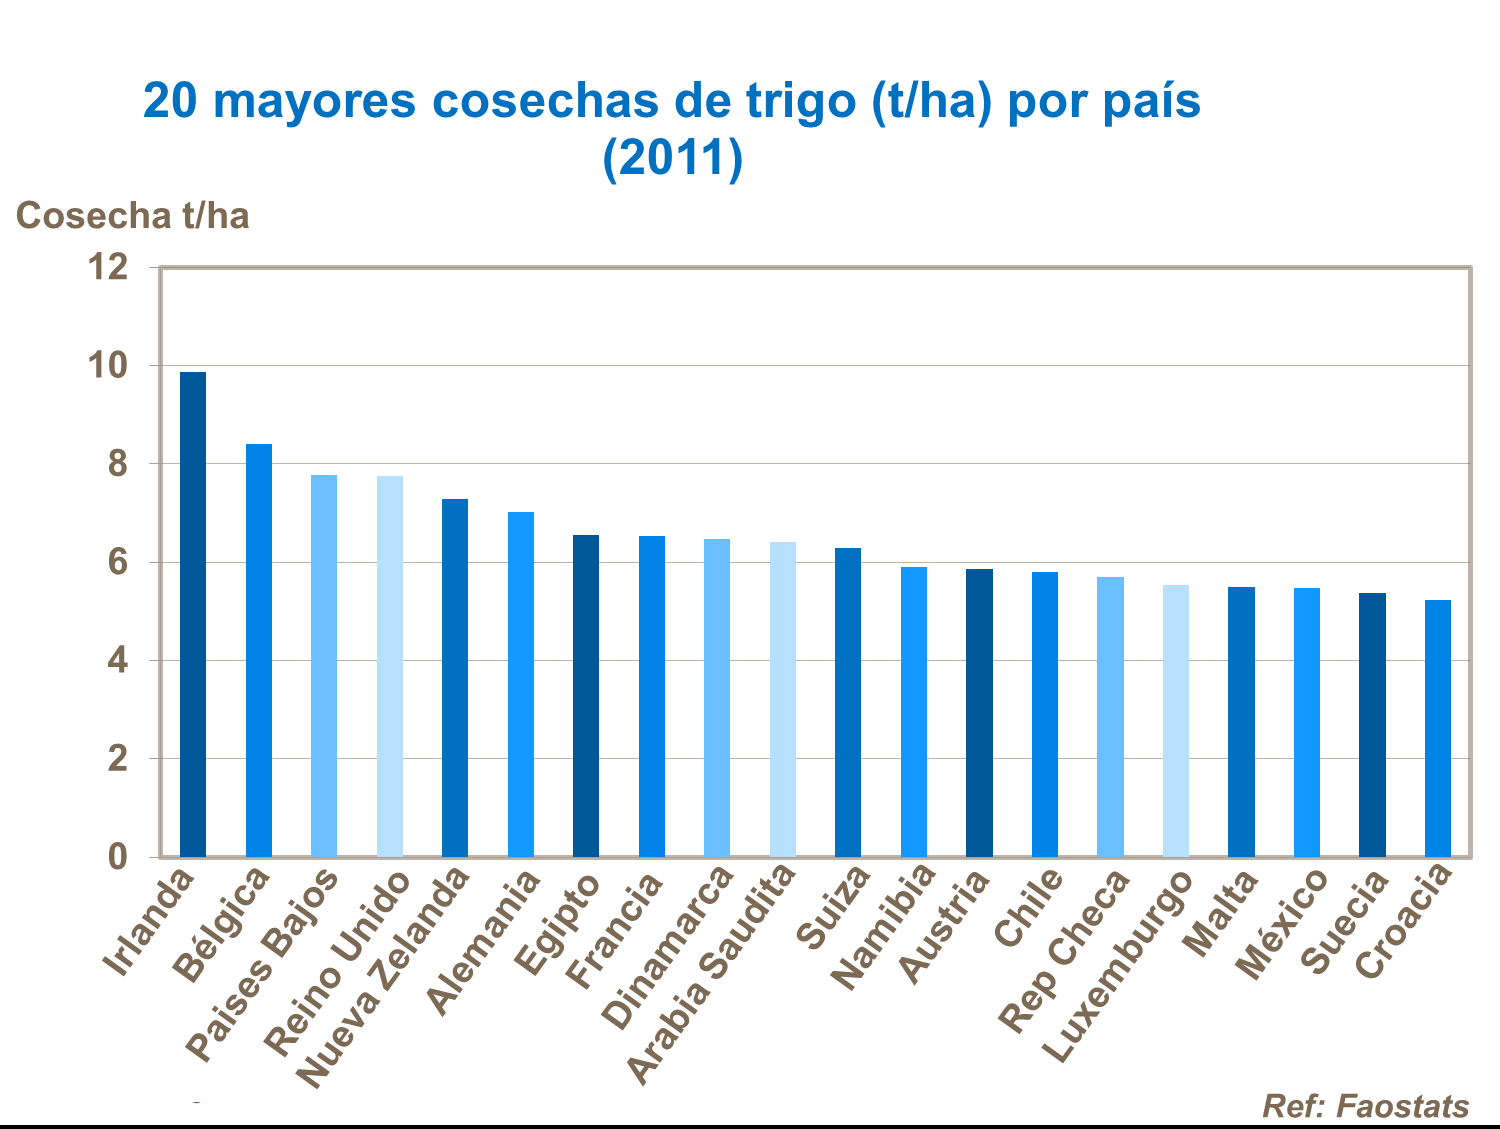 20 mayores cosechas de trigo (t/ha) por país
(2011)
Cosecha t/ha
12
10
8
6
4
2
0
Irlanda
Bélgica
Paises Bajos
Reino Unido
Nueva Zelanda
Alemania
Egipto
Francia
Dinamarca
Arabia Saudita
Suiza
Namibia
Austria
Chile
Rep Checa
Luxemburgo
Malta
México
Suecia
Croacia
Ref: Faostats